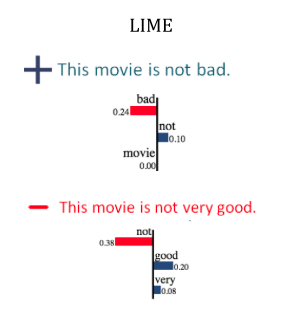 LIME
+ This movie is not bad.
bad
0.24
not
0.10
movie
0.00
− This movie is not very good.
not
0.38
good
0.20
very
0.08